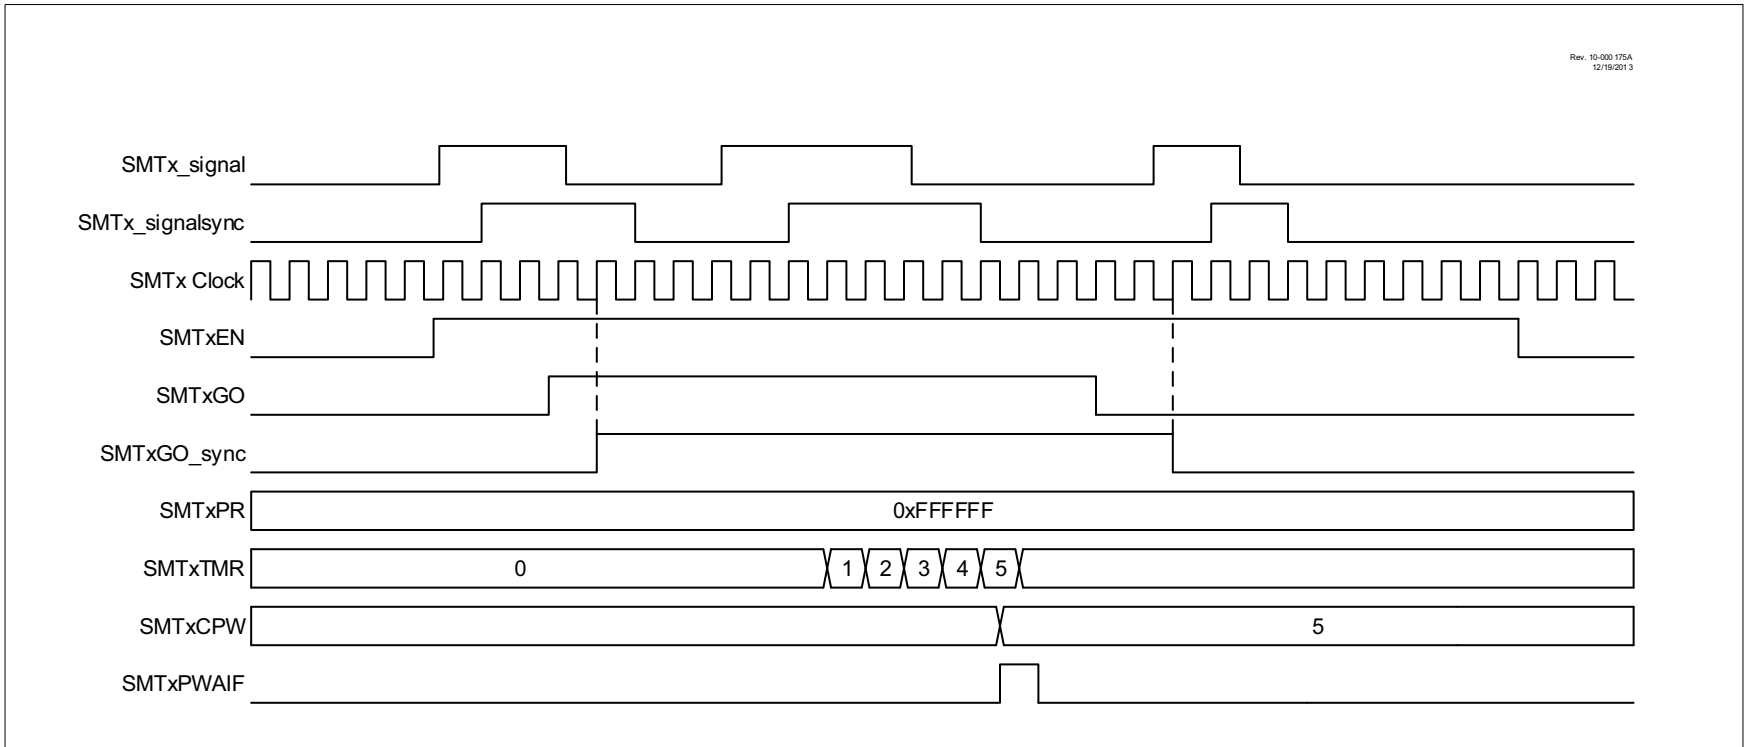 Rev. 10-000 175A
12/19/201 3
SMTx_signal
SMTx_signalsync
SMTx Clock
SMTxEN
SMTxGO
SMTxGO_sync
SMTxPR 0xFFFFFF
SMTxTMR 0 1 2 3 4 5
SMTxCPW 5
SMTxPWAIF